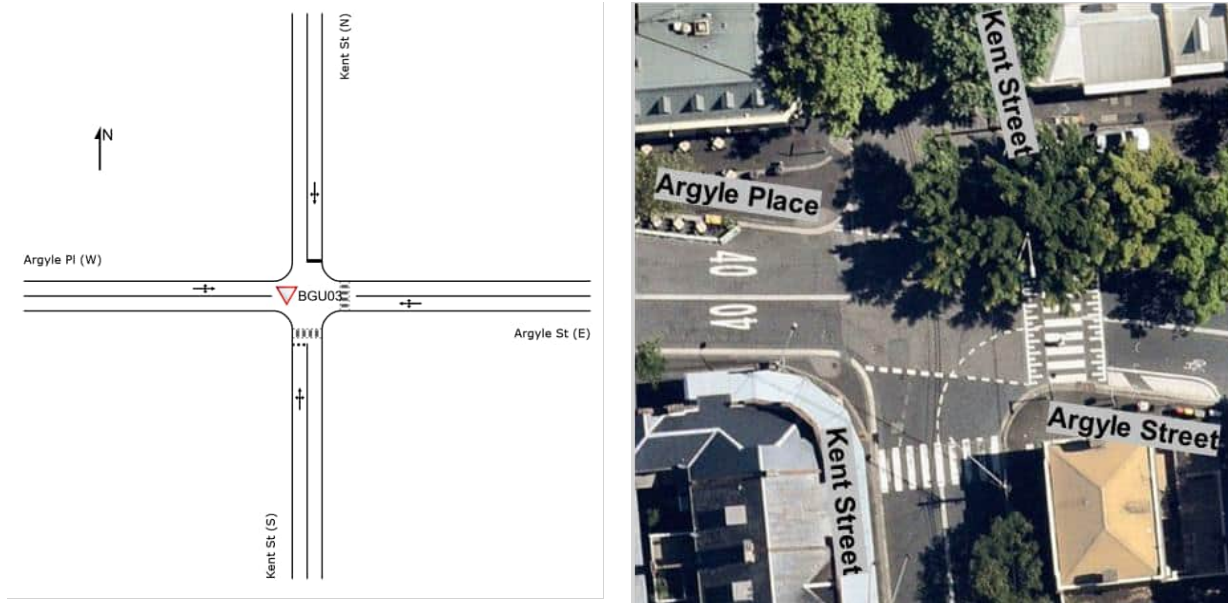 Kent St (N)
N
Argyle Pl (W)
BGU03
Argyle St (E)
Kent St (S)
Kent Street
Argyle Place
40
40
Argyle Street
Kent Street